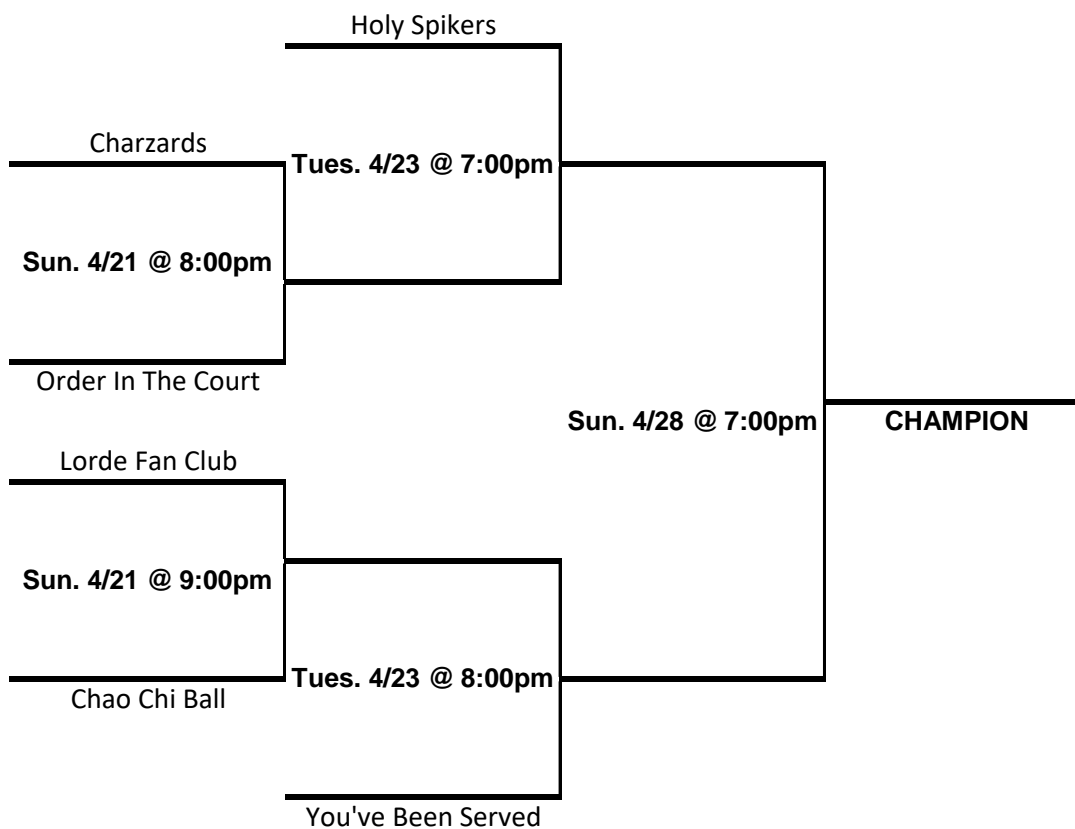 Holy Spikers
Charzards
Tues. 4/23 @ 7:00pm
Sun. 4/21 @ 8:00pm
Order In The Court
Sun. 4/28 @ 7:00pm
CHAMPION
Lorde Fan Club
Sun. 4/21 @ 9:00pm
Tues. 4/23 @ 8:00pm
Chao Chi Ball
You've Been Served